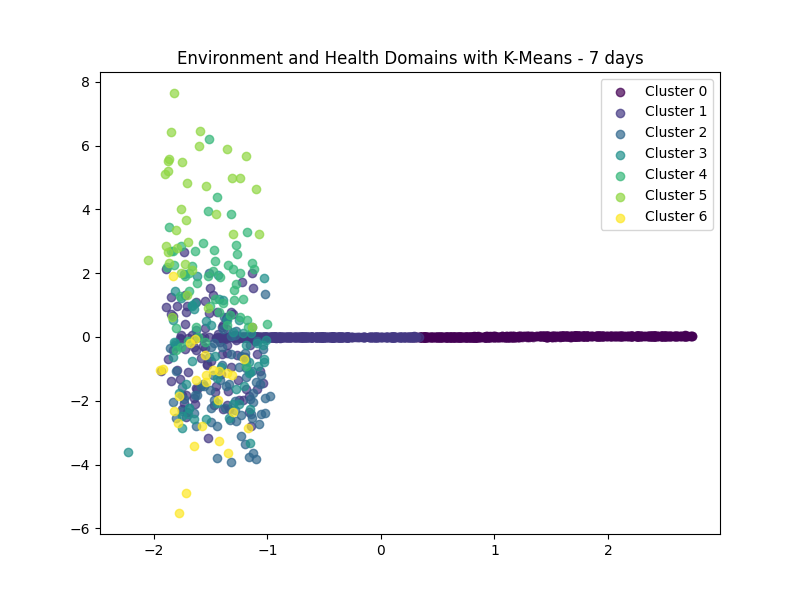 Environment and Health Domains with K-Means - 7 days
8
6
4
2
0
−2
−4
−6
−2
−1
0
1
2
Cluster 0
Cluster 1
Cluster 2
Cluster 3
Cluster 4
Cluster 5
Cluster 6